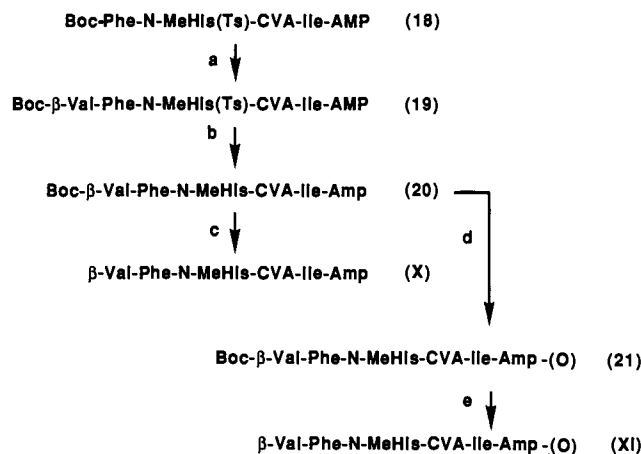 Boc-Phe-N-MeHis(Ts)-CVA-Ile-AMP (18)
a
Boc-β-Val-Phe-N-MeHis(Ts)-CVA-Ile-AMP (19)
b
Boc-β-Val-Phe-N-MeHis-CVA-Ile-Amp (20)
c
d
β-Val-Phe-N-MeHis-CVA-Ile-Amp (X)
Boc-β-Val-Phe-N-MeHis-CVA-Ile-Amp -(O) (21)
e
β-Val-Phe-N-MeHis-CVA-Ile-Amp -(O) (XI)